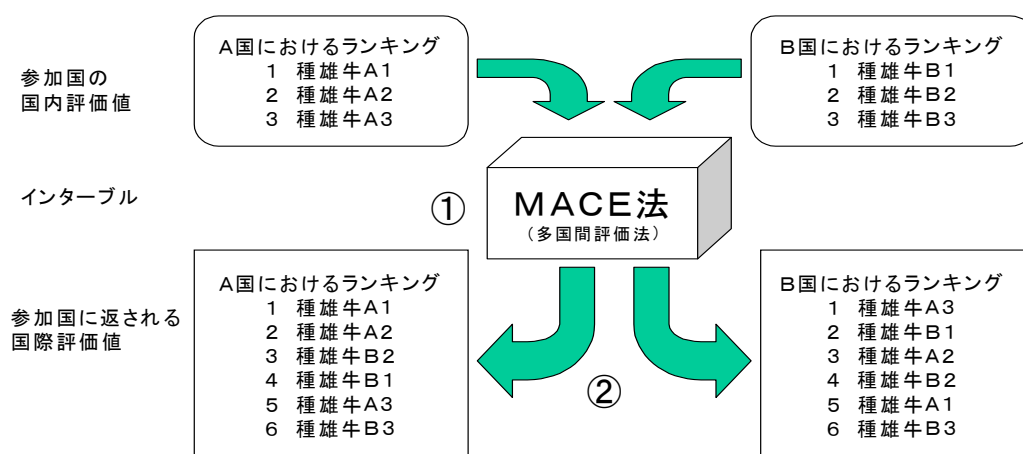 参加国の
国内評価値
A国におけるランキング
1 種雄牛A1
2 種雄牛A2
3 種雄牛A3
B国におけるランキング
1 種雄牛B1
2 種雄牛B2
3 種雄牛B3
インターブル
①
MACE法
(多国間評価法)
参加国に返される
国際評価値
A国におけるランキング
1 種雄牛A1
2 種雄牛A2
3 種雄牛B2
4 種雄牛B1
5 種雄牛A3
6 種雄牛B3
②
B国におけるランキング
1 種雄牛A3
2 種雄牛B1
3 種雄牛A2
4 種雄牛B2
5 種雄牛A1
6 種雄牛B3